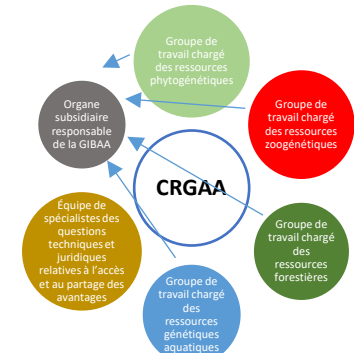 Groupe de
travail chargé
des ressources
phytogénétiques
Organe
subsidiaire
responsable
de la GIBAA
Groupe de
travail chargé
des ressources
zoogénétiques
CRGAA
Équipe de
spécialistes des
questions
techniques et
juridiques
relatives à l'accès
et au partage des
avantages
Groupe de
travail chargé
des
ressources
forestières
Groupe de
travail chargé
des
ressources
génétiques
aquatiques